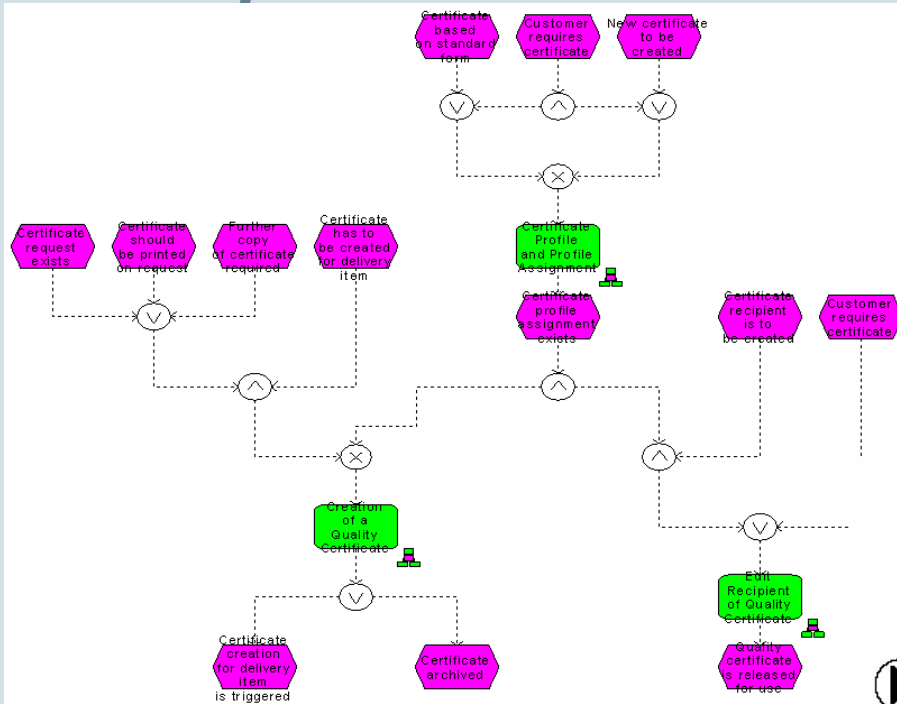 Certificate
based
on standard
form
Customer
requires
certificate
New certificate
to be
created
Certificate
request
exists
Certificate
should
be printed
on request
Further
copy
of certificate
required
Certificate
has to
be created
for delivery
item
Certificate
Profile
and Profile
Assignment
Certificate
profile
assignment
exists
Certificate
recipient
is to
be created
Customer
requires
certificate
Creation
of a
Quality
Certificate
Edit
Recipient
of Quality
Certificate
Certificate
creation
for delivery
item
is triggered
Certificate
archived
Quality
certificate
is released
for use